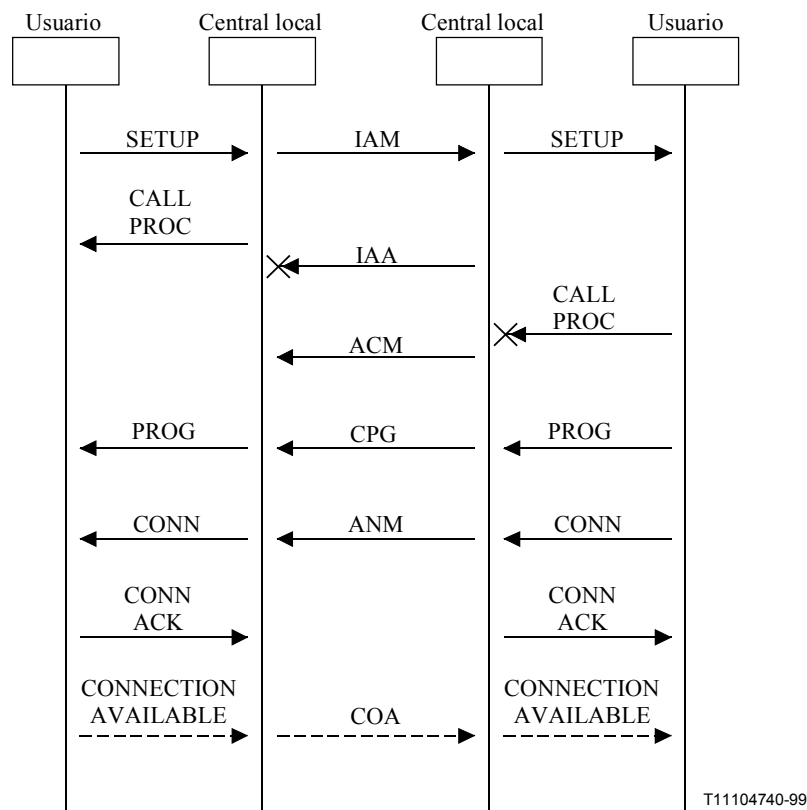 Usuario
Central local
Central local
Usuario
SETUP
IAM
SETUP
CALL
PROC
IAA
CALL
PROC
ACM
PROG
CPG
PROG
CONN
ANM
CONN
CONN
ACK
CONN
ACK
CONNECTION
AVAILABLE
COA
CONNECTION
AVAILABLE
T11104740-99